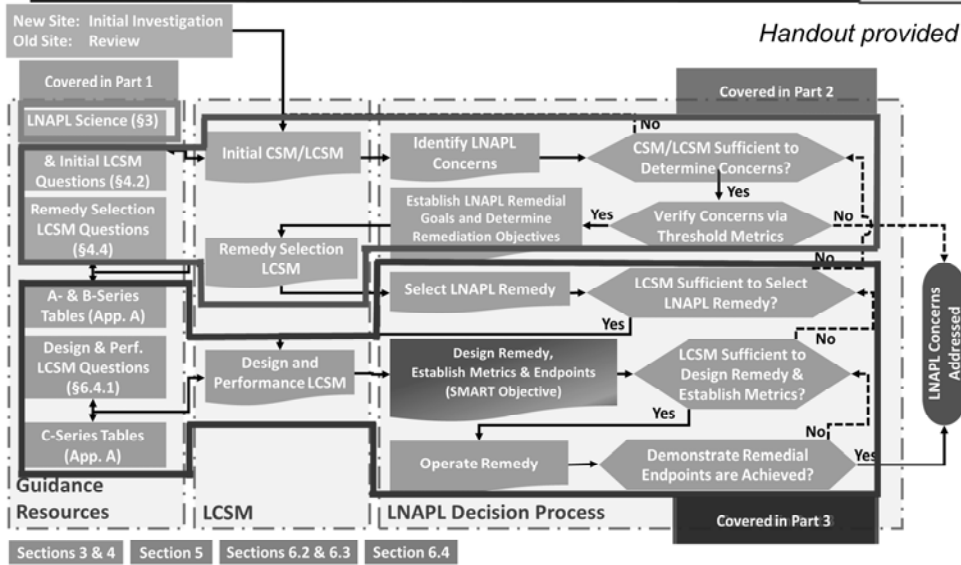 New Site: Initial Investigation
Old Site: Review
Handout provided
Covered in Part 1
Covered in Part 2
LNAPL Science (§3)
& Initial LCSM
Questions (§4.2)
Remedy Selection
LCSM Questions
(§4.4)
A- & B-Series
Tables (App. A)
Design & Perf.
LCSM Questions
(§6.4.1)
C-Series Tables
(App. A)
Guidance
Resources
Initial CSM/LCSM
Remedy Selection
LCSM
Design and
Performance LCSM
LCSM
No
Identify LNAPL
Concerns
CSM/LCSM Sufficient to
Determine Concerns?
Yes
Establish LNAPL Remedial
Goals and Determine
Remediation Objectives
Yes
Verify Concerns via
Threshold Metrics
No
No
Select LNAPL Remedy
LCSM Sufficient to Select
LNAPL Remedy?
Yes
No
Design Remedy,
Establish Metrics & Endpoints
(SMART Objective)
LCSM Sufficient to
Design Remedy &
Establish Metrics?
Yes
No
Operate Remedy
Demonstrate Remedial
Endpoints are Achieved?
Yes
LNAPL Concerns
Addressed
LNAPL Decision Process
Covered in Part 3
Sections 3 & 4
Section 5
Sections 6.2 & 6.3
Section 6.4